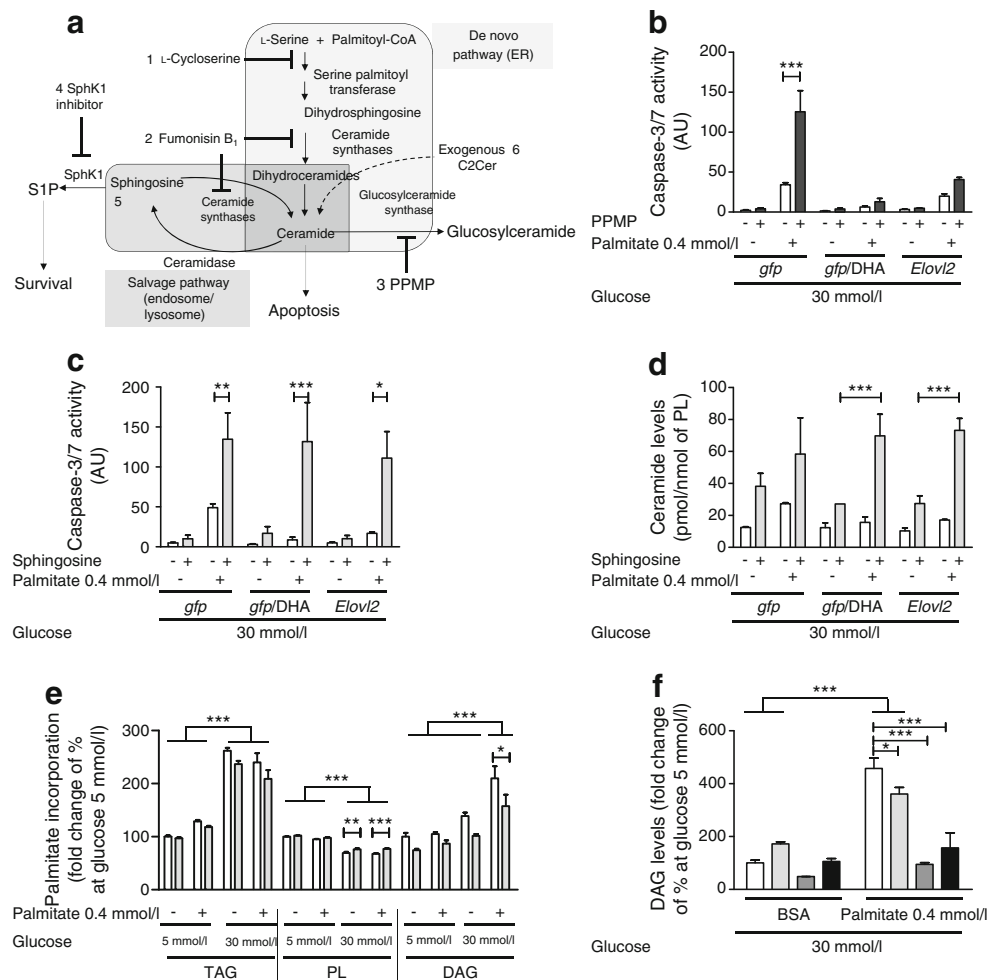 a
L-Serine + Palmitoyl-CoA
De novo
pathway (ER)
1 L-Cycloserine
Serine palmitoyl
transferase
4 SphK1
inhibitor
Dihydrosphingosine
2 Fumonisin B1
Ceramide
synthases
Exogenous 6
C2Cer
SphK1
S1P
Sphingosine
5
Dihydroceramides
Ceramide
synthases
Glucosylceramide
synthase
Ceramide
Glucosylceramide
Ceramidase
3 PPMP
Survival
Salvage pathway
(endosome/
lysosome)
Apoptosis
b
Caspase-3/7 activity
(AU)
200
150
100
50
0
***
PPMP - + - + - + - + - + - +
Palmitate 0.4 mmol/l - + - + - +
gfp gfp/DHA Elovl2
Glucose 30 mmol/l
c
Caspase-3/7 activity
(AU)
200
150
100
50
0
** *** *
Sphingosine - + - + - + - + - + - +
Palmitate 0.4 mmol/l - + - + - +
gfp gfp/DHA Elovl2
Glucose 30 mmol/l
d
Ceramide levels
(pmol/nmol of PL)
100
80
60
40
20
0
*** ***
Sphingosine - + - + - + - + - + - +
Palmitate 0.4 mmol/l - + - + - +
gfp gfp/DHA Elovl2
Glucose 30 mmol/l
e
Palmitate incorporation
(fold change of %
at glucose 5 mmol/l)
300
200
100
0
*** *** ** *** *** *
Palmitate 0.4 mmol/l - + - + - + - + - + - +
Glucose 5 mmol/l 30 mmol/l 5 mmol/l 30 mmol/l 5 mmol/l 30 mmol/l
TAG PL DAG
f
DAG levels (fold change
of % at glucose 5 mmol/l)
600
400
200
0
***
***
***
*
BSA Palmitate 0.4 mmol/l
Glucose 30 mmol/l